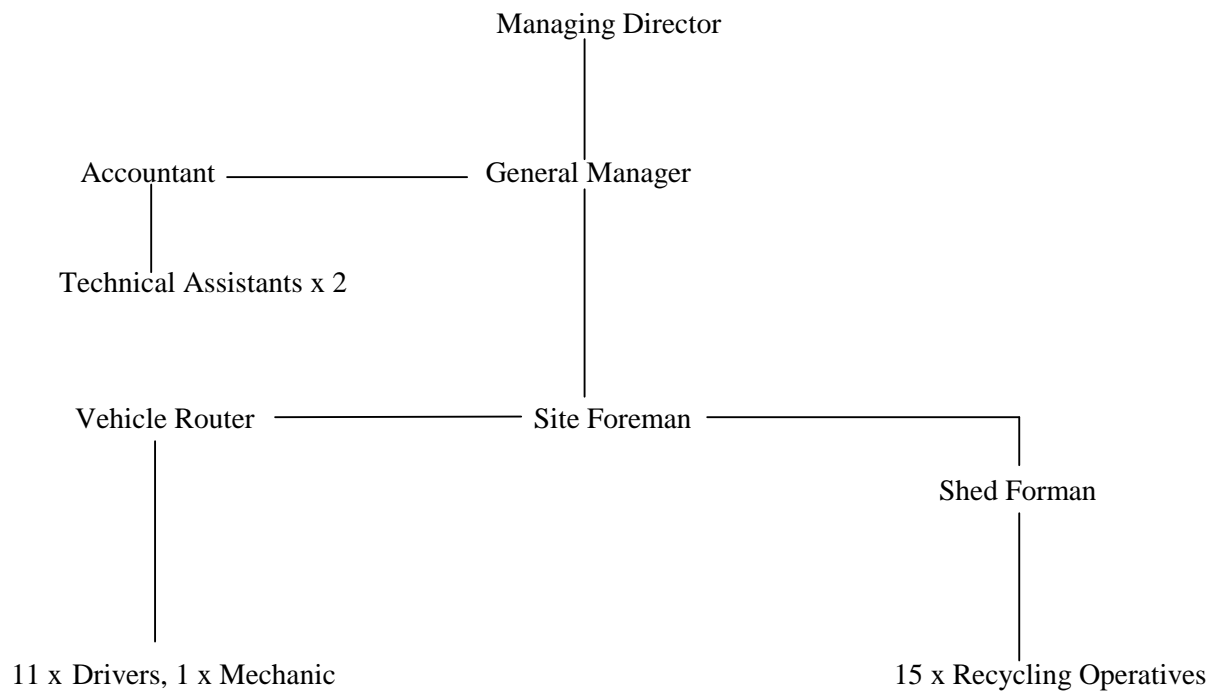 Managing Director
Accountant
General Manager
Technical Assistants x 2
Vehicle Router
Site Foreman
Shed Forman
11 x Drivers, 1 x Mechanic
15 x Recycling Operatives